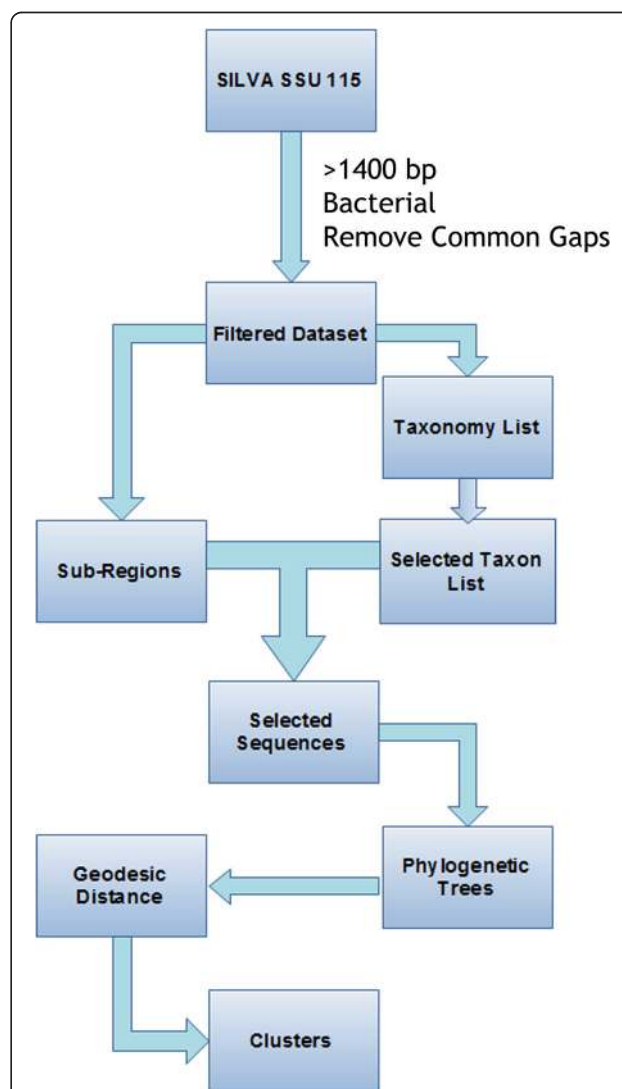 SILVA SSU 115
>1400 bp
Bacterial
Remove Common Gaps
Filtered Dataset
Taxonomy List
Sub-Regions
Selected Taxon
List
Selected
Sequences
Phylogenetic
Trees
Geodesic
Distance
Clusters